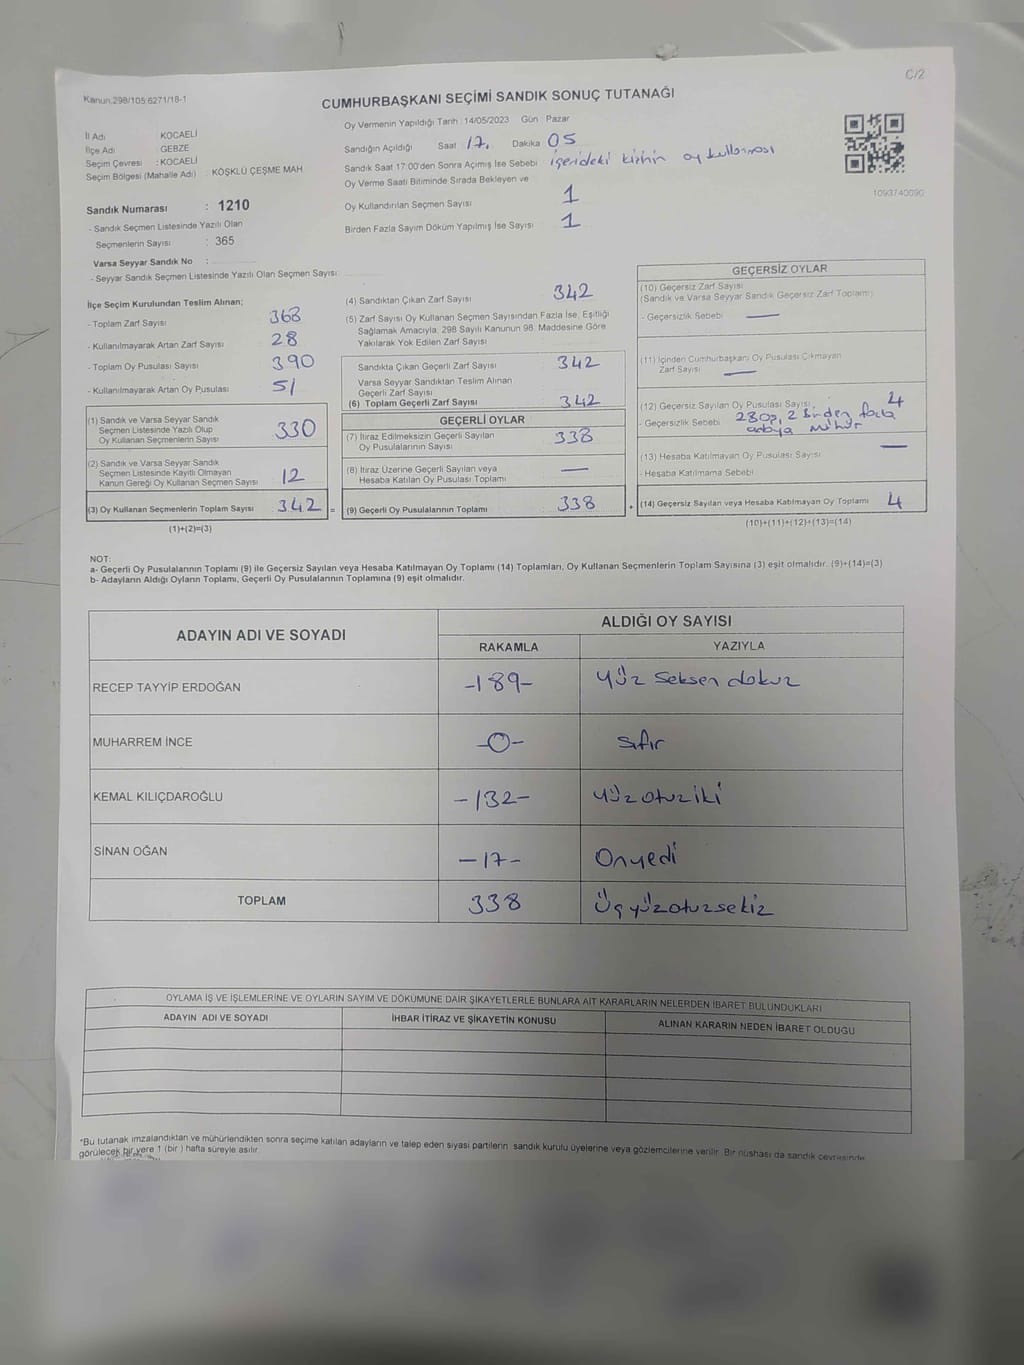 C/2
Kanun:298/105 6271/18-1
CUMHURBAŞKANI SEÇİMİ SANDIK SONUÇ TUTANAĞI
İl Adı : KOCAELİ
İlçe Adı : GEBZE
Seçim Çevresi : KOCAELİ
Seçim Bölgesi (Mahalle Adı) KÖŞKLÜ ÇEŞME MAH
Sandık Numarası : 1210
- Sandık Seçmen Listesinde Yazılı Olan
Seçmenlerin Sayısı : 365
Varsa Seyyar Sandık No :
- Seyyar Sandık Seçmen Listesinde Yazılı Olan Seçmen Sayısı:
Oy Vermenin Yapıldığı Tarih :14/05/2023 Gün : Pazar
Sandığın Açıldığı Saat 17. Dakika 05
Sandık Saat 17:00'den Sonra Açımış İse Sebebi içerideki kişinin oy kullanması
Oy Verme Saati Bitiminde Sırada Bekleyen ve
Oy Kullandırılan Seçmen Sayısı 1
Birden Fazla Sayım Döküm Yapılmış İse Sayısı 1
1093740090
İlçe Seçim Kurulundan Teslim Alınan;
- Toplam Zarf Sayısı 368
- Kullanılmayarak Artan Zarf Sayısı 28
- Toplam Oy Pusulası Sayısı 390
- Kullanılmayarak Artan Oy Pusulası 51
(1) Sandık ve Varsa Seyyar Sandık
Seçmen Listesinde Yazılı Olup
Oy Kullanan Seçmenlerin Sayısı 330
(2) Sandık ve Varsa Seyyar Sandık
Seçmen Listesinde Kayıtlı Olmayan
Kanun Gereği Oy Kullanan Seçmen Sayısı 12
(3) Oy Kullanan Seçmenlerin Toplam Sayısı 342 =
(1)+(2)=(3)
(4) Sandıktan Çıkan Zarf Sayısı 342
(5) Zarf Sayısı Oy Kullanan Seçmen Sayısından Fazla İse, Eşitliği
Sağlamak Amacıyla, 298 Sayılı Kanunun 98. Maddesine Göre
Yakılarak Yok Edilen Zarf Sayısı
Sandıkta Çıkan Geçerli Zarf Sayısı 342
Varsa Seyyar Sandıktan Teslim Alınan
Geçerli Zarf Sayısı
(6) Toplam Geçerli Zarf Sayısı 342
GEÇERLİ OYLAR
(7) İtiraz Edilmeksizin Geçerli Sayılan
Oy Pusulasının Sayısı 338
(8) İtiraz Üzerine Geçerli Sayılan veya
Hesaba Katılan Oy Pusulası Toplamı —
(9) Geçerli Oy Pusulalarının Toplamı 338
GEÇERSİZ OYLAR
(10) Geçersiz Zarf Sayısı
(Sandık ve Varsa Seyyar Sandık Geçersiz Zarf Toplamı)
- Geçersizlik Sebebi —
(11) İçinden Cumhurbaşkanı Oy Pusulası Çıkmayan
Zarf Sayısı —
(12) Geçersiz Sayılan Oy Pusulası Sayısı 4
- Geçersizlik Sebebi 2 Birden fazla
mühür
(13) Hesaba Katılmayan Oy Pusulası Sayısı —
- Hesaba Katılmama Sebebi
(14) Geçersiz Sayılan veya Hesaba Katılmayan Oy Toplamı 4
(10)+(11)+(12)+(13)=(14)
NOT:
a- Geçerli Oy Pusulalarının Toplamı (9) ile Geçersiz Sayılan veya Hesaba Katılmayan Oy Toplamı (14) Toplamları, Oy Kullanan Seçmenlerin Toplam Sayısına (3) eşit olmalıdır. (9)+(14)=(3)
b- Adayların Aldığı Oyların Toplamı, Geçerli Oy Pusulalarının Toplamına (9) eşit olmalıdır.
ADAYIN ADI VE SOYADI
ALDIĞI OY SAYISI
RAKAMLA YAZIYLA
RECEP TAYYİP ERDOĞAN -189- Yüz Seksen dokuz
MUHARREM İNCE -0- Sıfır
KEMAL KILIÇDAROĞLU -132- Yüzotuziki
SİNAN OĞAN -17- Onyedi
TOPLAM 338 Üçyüzotuzsekiz
OYLAMA İŞ VE İŞLEMLERİNE VE OYLARIN SAYIM VE DÖKÜMÜNE DAİR ŞİKAYETLERLE BUNLARA AİT KARARLARIN NELERDEN İBARET BULUNDUKLARI
ADAYIN ADI VE SOYADI İHBAR İTİRAZ VE ŞİKAYETİN KONUSU ALINAN KARARIN NEDEN İBARET OLDUĞU
*Bu tutanak imzalandıktan ve mühürlendikten sonra seçime katılan adayların ve talep eden siyasi partilerin sandık kurulu üyelerine veya gözlemcilerine verilir. Bir nüshası da sandık çevresinde
görülecek bir yere 1 (bir ) hafta süreyle asılır.